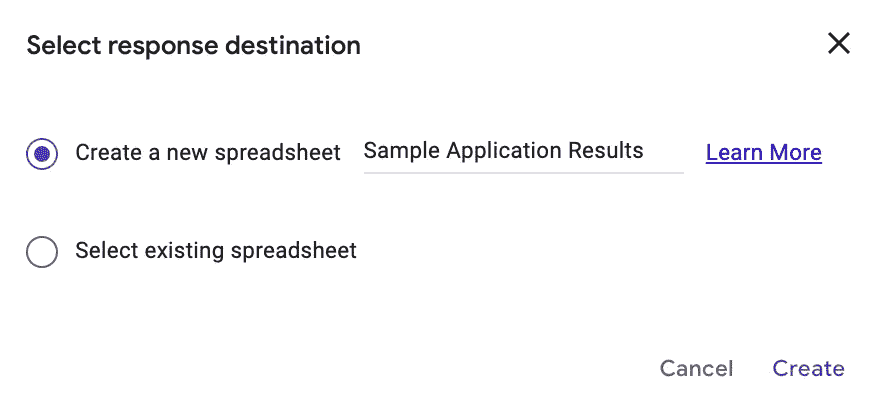 Select response destination
Create a new spreadsheet Sample Application Results Learn More
Select existing spreadsheet
Cancel Create